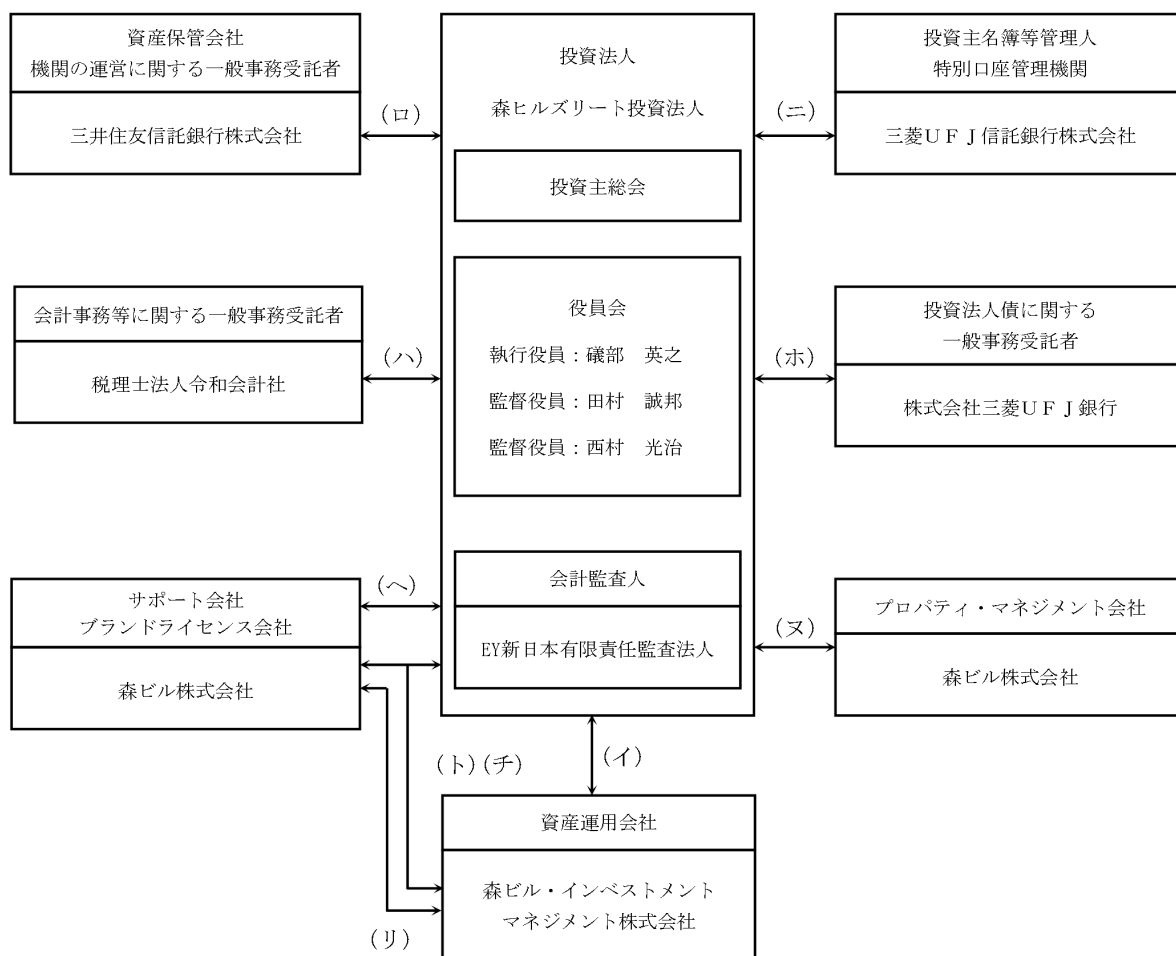 資産保管会社
機関の運営に関する一般事務受託者
三井住友信託銀行株式会社
(ロ)
投資法人
森ヒルズリート投資法人
投資主総会
(ニ)
投資主名簿等管理人
特別口座管理機関
三菱ＵＦＪ信託銀行株式会社
会計事務等に関する一般事務受託者
税理士法人令和会計社
(ハ)
役員会
執行役員：礒部　英之
監督役員：田村　誠邦
監督役員：西村　光治
(ホ)
投資法人債に関する
一般事務受託者
株式会社三菱ＵＦＪ銀行
サポート会社
ブランドライセンス会社
森ビル株式会社
(ヘ)
会計監査人
EY新日本有限責任監査法人
(ヌ)
プロパティ・マネジメント会社
森ビル株式会社
(ト)(チ)
(イ)
資産運用会社
森ビル・インベストメント
マネジメント株式会社
(リ)